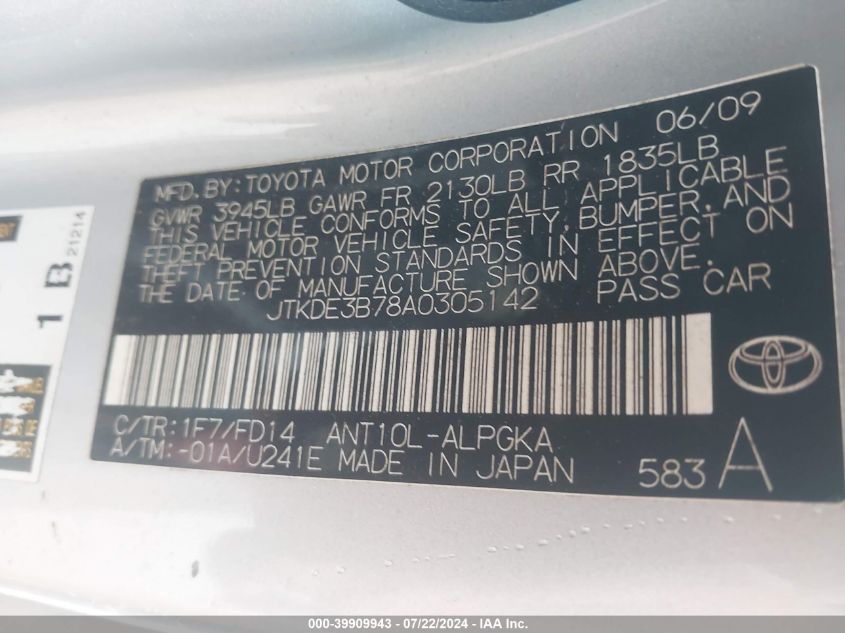 MFD. BY: TOYOTA MOTOR CORPORATION 06/09
GVWR 3945LB GAWR FR 2130LB RR 1835LB
THIS VEHICLE CONFORMS TO ALL APPLICABLE
FEDERAL MOTOR VEHICLE SAFETY, BUMPER, AND
THEFT PREVENTION STANDARDS IN EFFECT ON
THE DATE OF MANUFACTURE SHOWN ABOVE.
JTKDE3B78A0305142 PASS CAR
C/TR: 1F7/FD14 ANT10L-ALPGKA
A/TM: -01A/U241E MADE IN JAPAN 583 A
1 B
21214
000-39909943 - 07/22/2024 - IAA Inc.